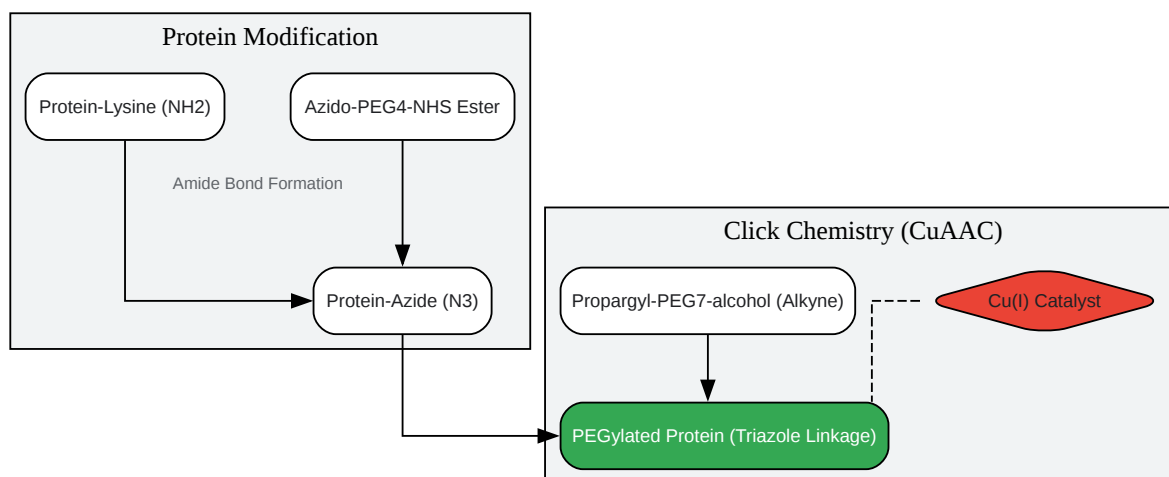 Protein Modification
Protein-Lysine (NH2)
Azido-PEG4-NHS Ester
Amide Bond Formation
Protein-Azide (N3)
Click Chemistry (CuAAC)
Propargyl-PEG7-alcohol (Alkyne)
Cu(I) Catalyst
PEGylated Protein (Triazole Linkage)